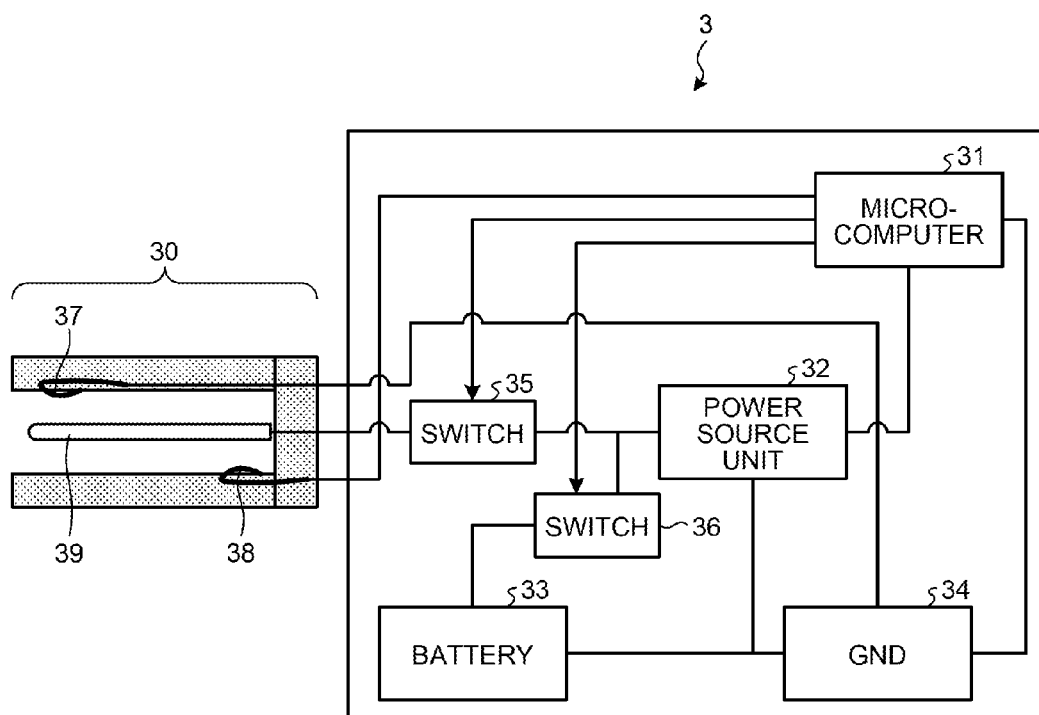 3
31
MICRO-
COMPUTER
30
37
35
SWITCH
32
POWER
SOURCE
UNIT
39
38
SWITCH
36
33
BATTERY
34
GND